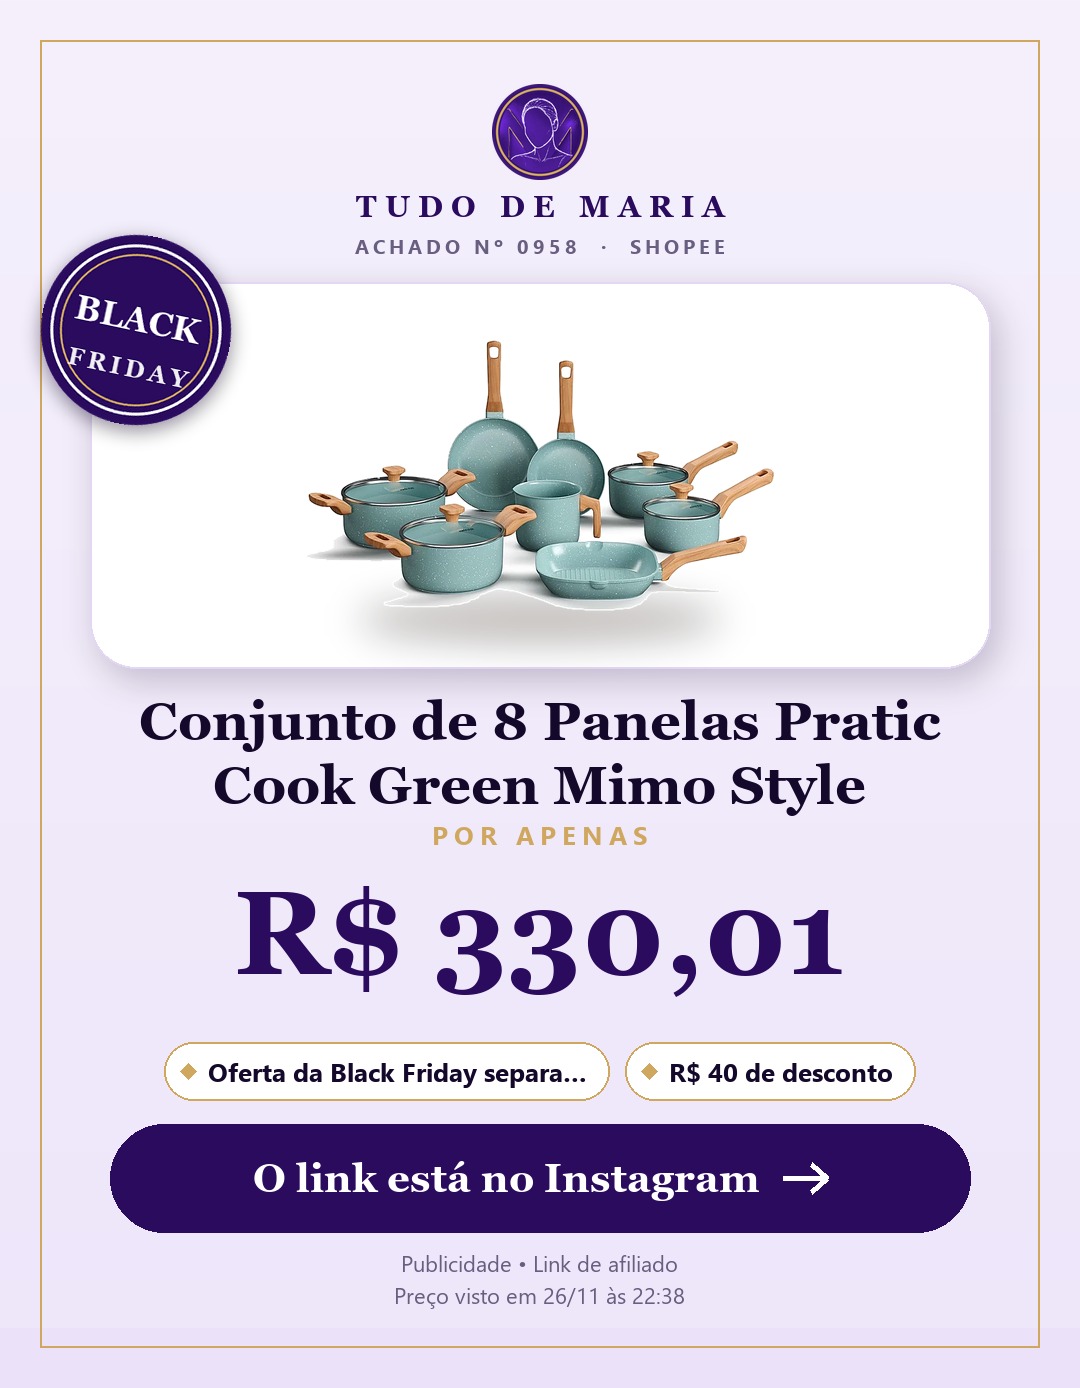 TUDO DE MARIA
ACHADO Nº 0958 · SHOPEE
BLACK
FRIDAY
Conjunto de 8 Panelas Pratic
Cook Green Mimo Style
POR APENAS
R$ 330,01
Oferta da Black Friday separa...
R$ 40 de desconto
O link está no Instagram →
Publicidade • Link de afiliado
Preço visto em 26/11 às 22:38